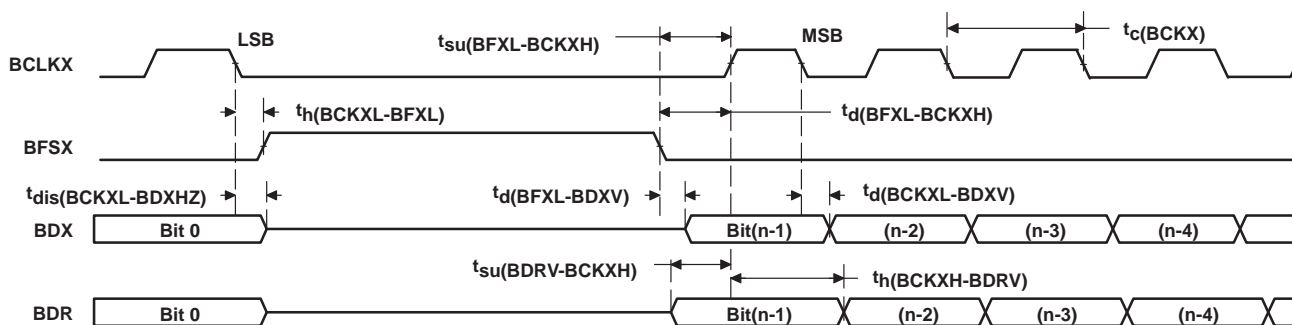 LSB
MSB
tsu(BFXL-BCKXH)
tc(BCKX)
BCLKX
th(BCKXL-BFXL)
td(BFXL-BCKXH)
BFSX
tdis(BCKXL-BDXHZ)
td(BFXL-BDXV)
td(BCKXL-BDXV)
BDX Bit 0 Bit(n-1) (n-2) (n-3) (n-4)
tsu(BDRV-BCKXH)
th(BCKXH-BDRV)
BDR Bit 0 Bit(n-1) (n-2) (n-3) (n-4)